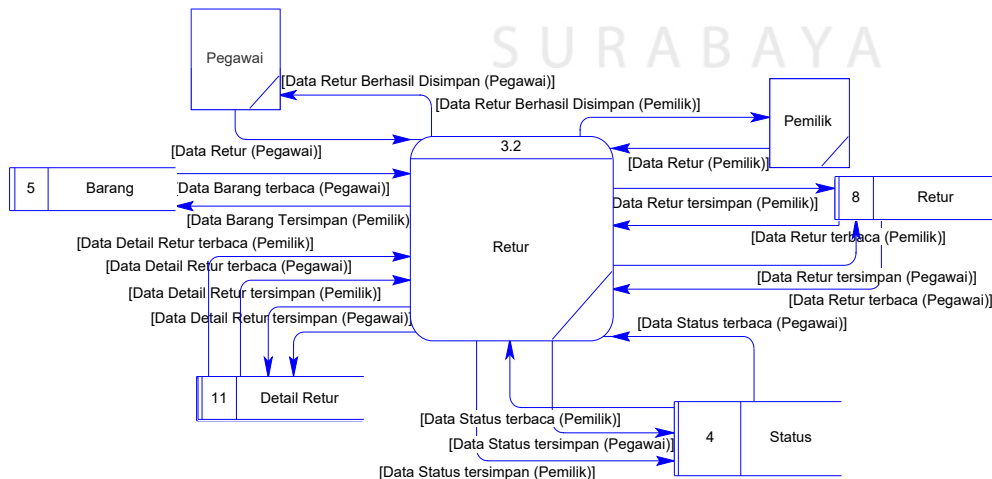 SURABAYA
Pegawai
[Data Retur Berhasil Disimpan (Pegawai)]
[Data Retur Berhasil Disimpan (Pemilik)]
Pemilik
3.2
[Data Retur (Pegawai)]
[Data Retur (Pemilik)]
5
Barang
[Data Barang terbaca (Pegawai)]
[Data Retur tersimpan (Pemilik)]
8
Retur
[Data Barang Tersimpan (Pemilik)
[Data Retur terbaca (Pemilik)]
[Data Detail Retur terbaca (Pemilik)]
Retur
[Data Detail Retur terbaca (Pegawai)]
[Data Retur tersimpan (Pegawai)]
[Data Detail Retur tersimpan (Pemilik)]
[Data Retur terbaca (Pegawai)]
[Data Detail Retur tersimpan (Pegawai)]
[Data Status terbaca (Pegawai)]
11
Detail Retur
[Data Status terbaca (Pemilik)]
4
Status
[Data Status tersimpan (Pegawai)]
[Data Status tersimpan (Pemilik)]